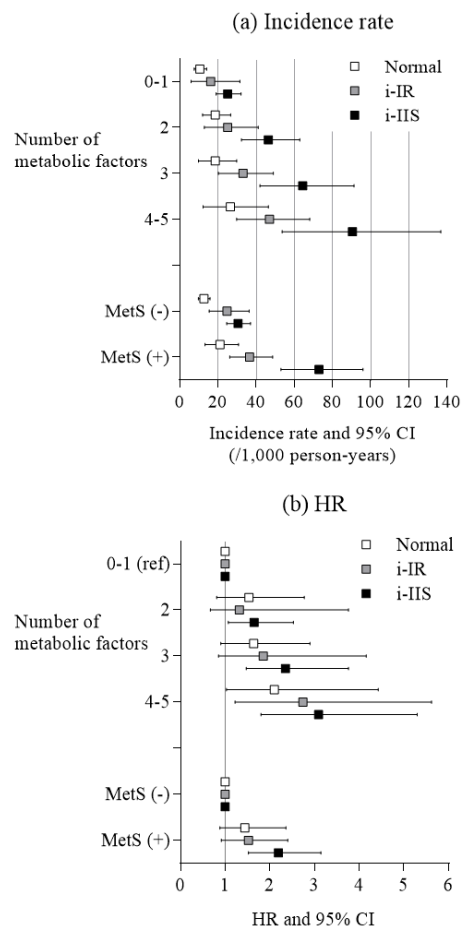 (a) Incidence rate
Normal
i-IR
i-IIS
0-1
2
Number of
metabolic factors
3
4-5
MetS (-)
MetS (+)
0 20 40 60 80 100 120 140
Incidence rate and 95% CI
(/1,000 person-years)
(b) HR
Normal
i-IR
i-IIS
0-1 (ref)
2
Number of
metabolic factors
3
4-5
MetS (-)
MetS (+)
0 1 2 3 4 5 6
HR and 95% CI